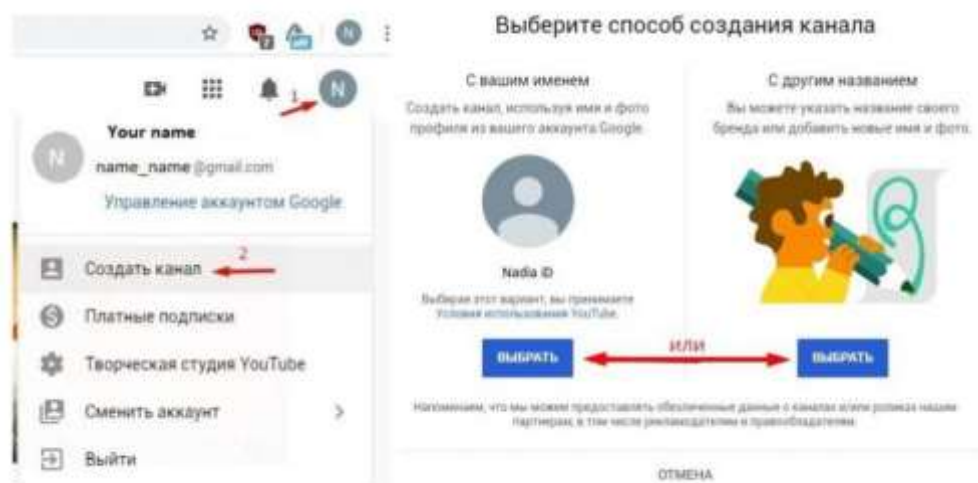 N
1
N
Your name
N
name_name @gmail.com
Управление аккаунтом Google
2
Создать канал
Платные подписки
Творческая студия YouTube
Сменить аккаунт
Выйти
Выберите способ создания канала
С вашим именем
Создать канал, используя имя и фото
профиля из вашего аккаунта Google.
Nadia iD
Выбирая этот вариант, вы принимаете
Условия использования YouTube.
ВЫБРАТЬ
ИЛИ
С другим названием
Вы можете указать название своего
бренда или добавить новые имя и фото.
ВЫБРАТЬ
Напоминаем, что мы можем предоставлять обезличенные данные о каналах и/или роликах нашим
партнерам, в том числе рекламодателям и правообладателям.
ОТМЕНА